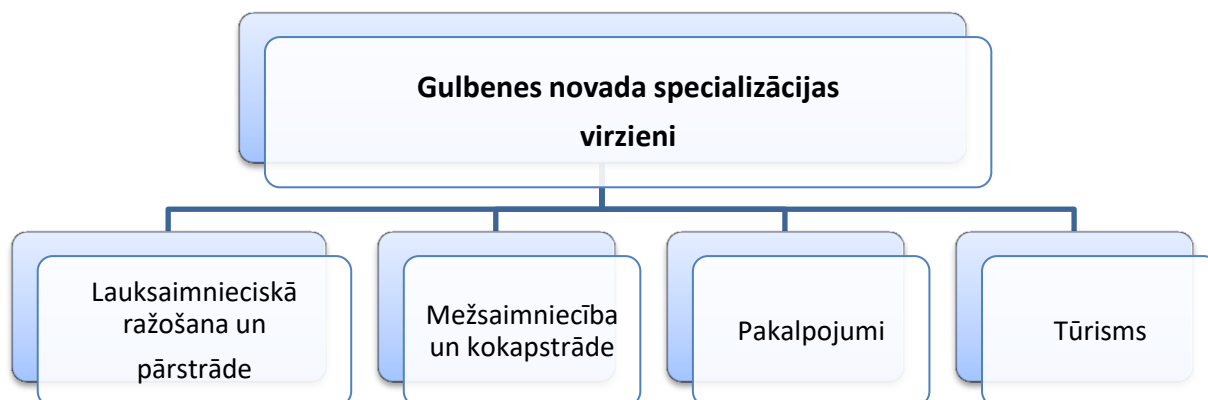 Gulbenes novada specializācijas
virzieni
Lauksaimnieciskā
ražošana un
pārstrāde
Mežsaimniecība
un kokapstrāde
Pakalpojumi
Tūrisms